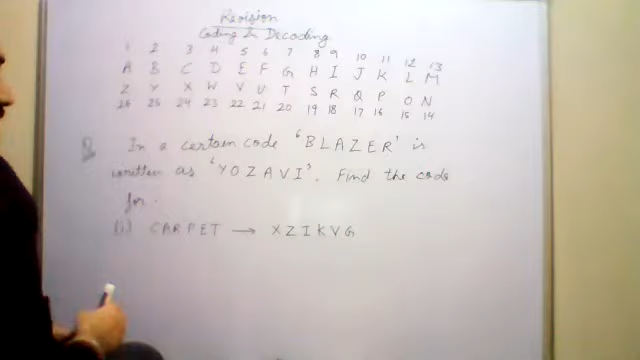 Revision
Coding & Decoding
1 2 3 4 5 6 7 8 9 10 11 12 13
A B C D E F G H I J K L M
Z Y X W V U T S R Q P O N
26 25 24 23 22 21 20 19 18 17 16 15 14
In a certain code 'BLAZER' is
written as 'YOZAVI'. Find the code
for.
(i) CARPET → XZIKVG